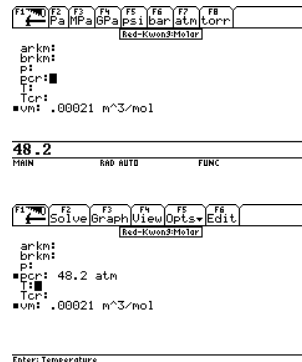 F1 F2 Pa F3 MPa F4 GPa F5 psi F6 bar F7 atm F8 torr
Red-Kwong:Molar
arkm:
brkm:
p:
pcr:
T:
Tcr:
vm: .00021 m^3/mol
48.2
MAIN RAD AUTO FUNC
F1 F2 Solve F3 Graph F4 View F5 Opts▾ F6 Edit
Red-Kwong:Molar
arkm:
brkm:
p:
pcr: 48.2 atm
T:
Tcr:
vm: .00021 m^3/mol
Enter: Temperature